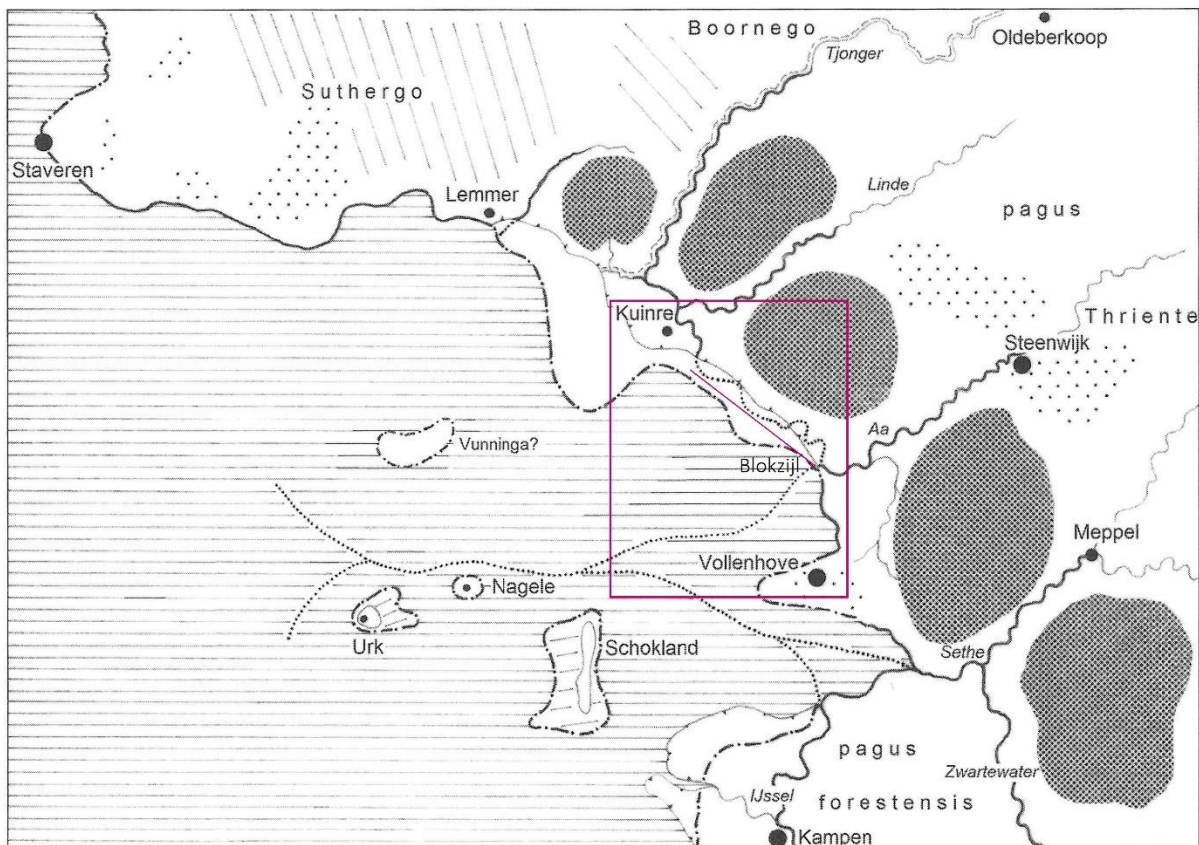 Boornego
Tjonger
Oldeberkoop
Suthergo
Staveren
Lemmer
Linde
pagus
Kuinre
Thriente
Steenwijk
Vunninga?
Aa
Blokzijl
Meppel
Vollenhove
Nagele
Urk
Schokland
Sethe
pagus
Zwartewater
IJssel
forestensis
Kampen